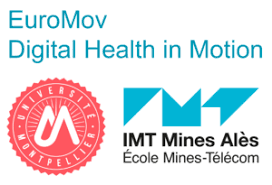 EuroMov
Digital Health in Motion
UNIVERSITÉ
MONTPELLIER
IMT Mines Alès
École Mines-Télécom